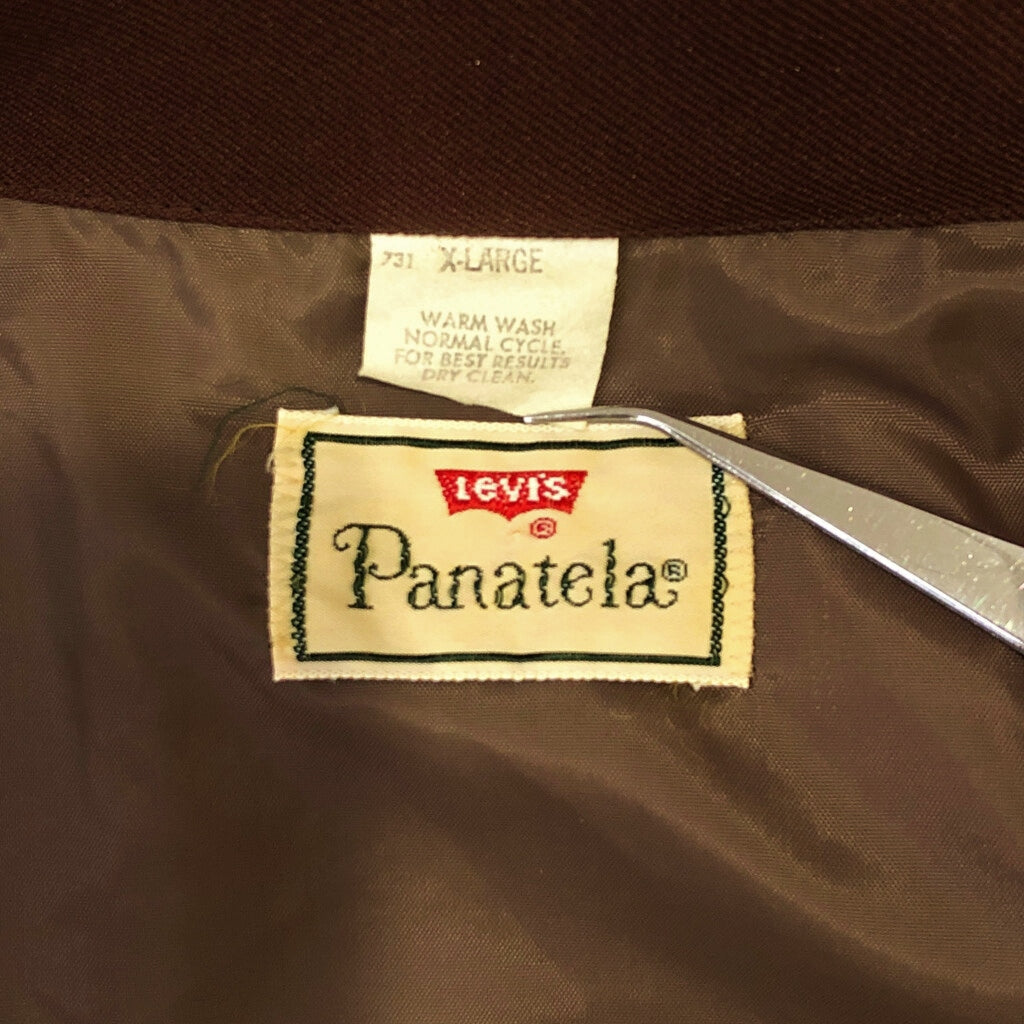 731 X-LARGE
WARM WASH
NORMAL CYCLE.
FOR BEST RESULTS
DRY CLEAN.
Levi's
®
Panatela®